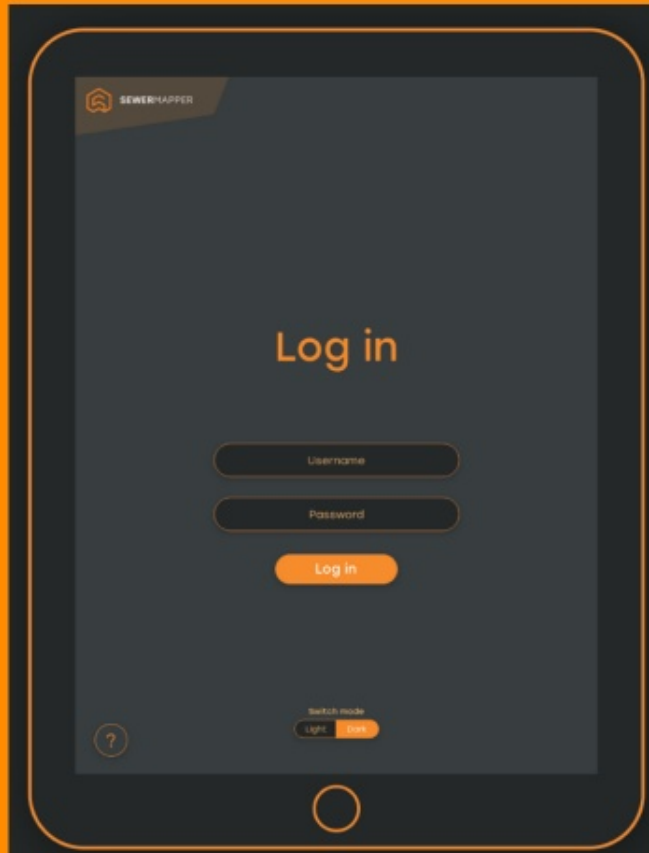 SEWERMAPPER
Log in
Username
Password
Log in
Switch mode
Light Dark
?